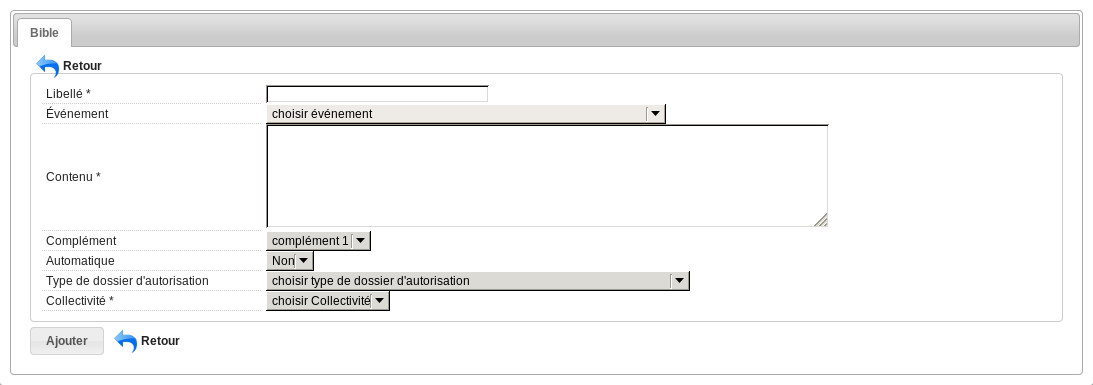 Bible
Retour
Libellé *
Événement choisir événement
Contenu *
Complément complément 1
Automatique Non
Type de dossier d'autorisation choisir type de dossier d'autorisation
Collectivité * choisir Collectivité
Ajouter Retour